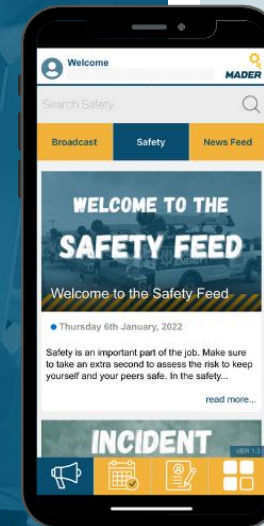 Welcome
MADER
Search Safety
Broadcast
Safety
News Feed
WELCOME TO THE
SAFETY FEED
Welcome to the Safety Feed
Thursday 6th January, 2022
Safety is an important part of the job. Make sure
to take an extra second to assess the risk to keep
yourself and your peers safe. In the safety...
read more...
INCIDENT
VER 1.3